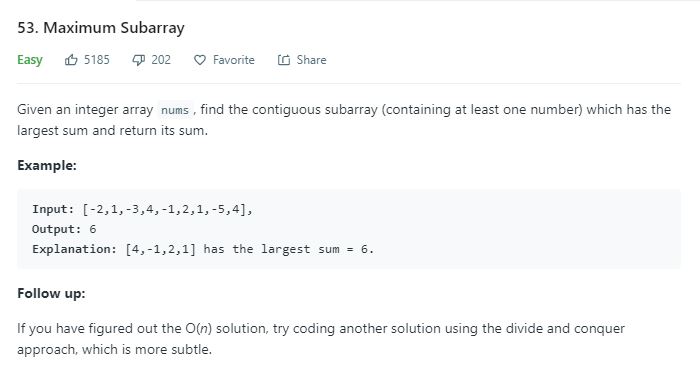 53. Maximum Subarray
Easy 5185 202 Favorite Share
Given an integer array nums , find the contiguous subarray (containing at least one number) which has the
largest sum and return its sum.
Example:
Input: [-2,1,-3,4,-1,2,1,-5,4],
Output: 6
Explanation: [4,-1,2,1] has the largest sum = 6.
Follow up:
If you have figured out the O(n) solution, try coding another solution using the divide and conquer
approach, which is more subtle.